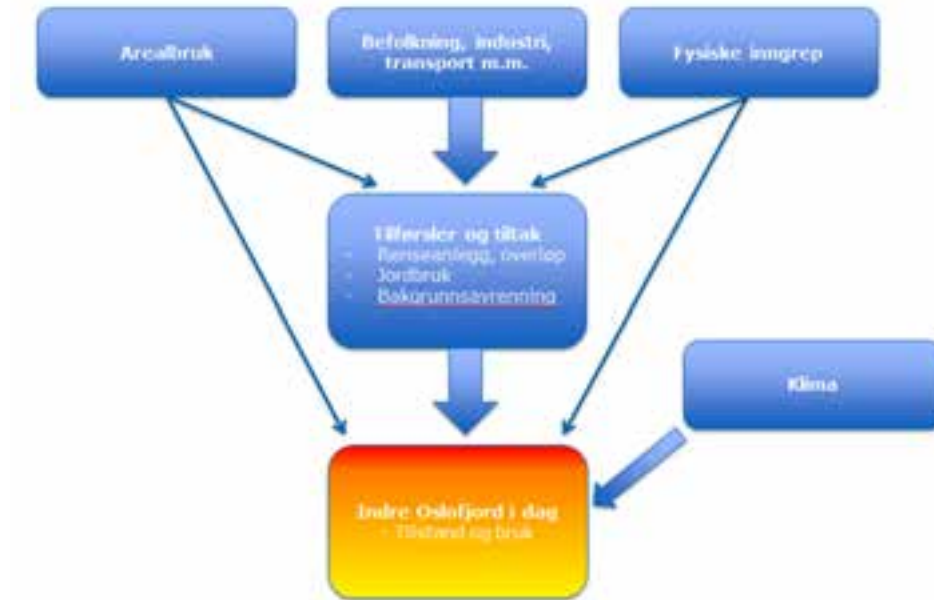 Arealbruk
Befolkning, industri,
transport m.m.
Fysiske inngrep
Tilførsler og tiltak
- Renseanlegg, overløp
- Jordbruk
- Bakgrunnsavrenning
Klima
Indre Oslofjord i dag
- Tilstand og bruk